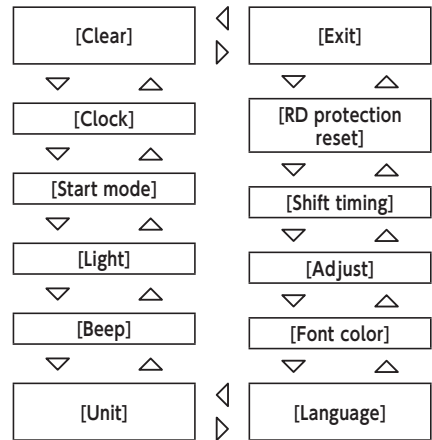 [Clear]
[Exit]
[Clock]
[RD protection
reset]
[Start mode]
[Shift timing]
[Light]
[Adjust]
[Beep]
[Font color]
[Unit]
[Language]